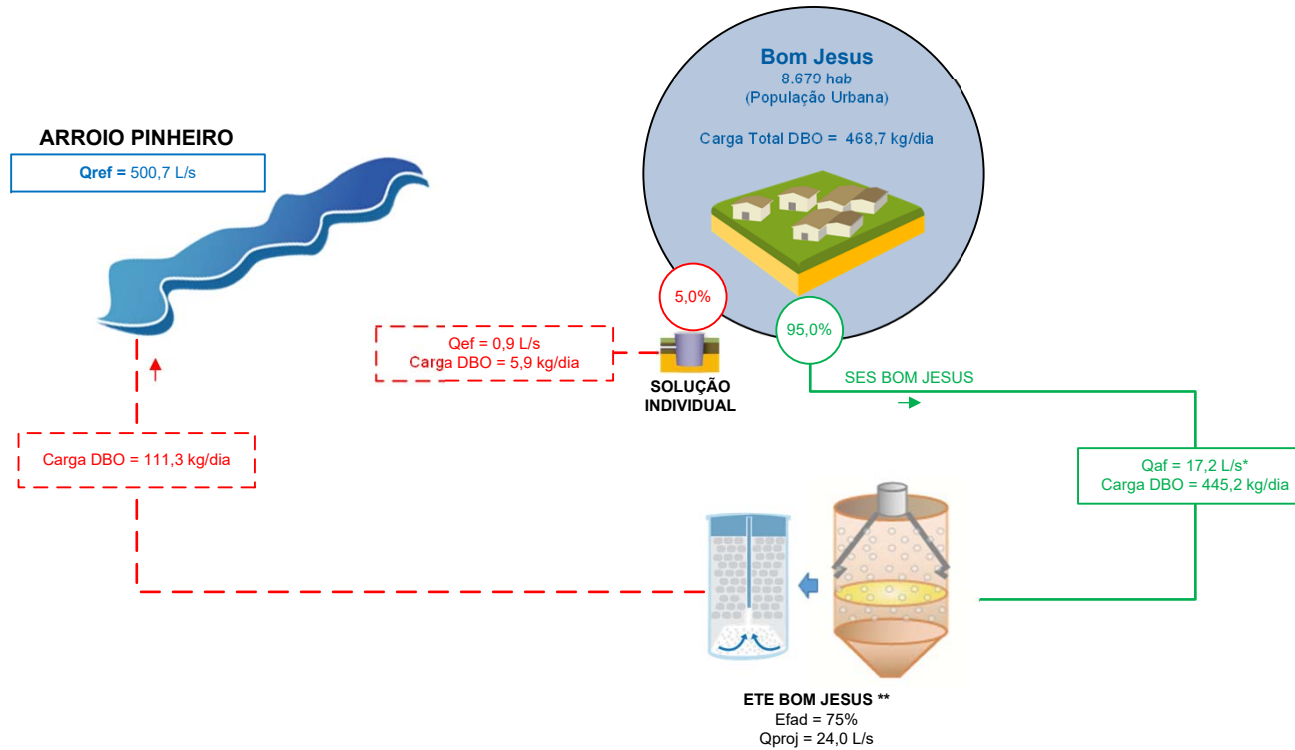 Bom Jesus
8.679 hab
(População Urbana)
Carga Total DBO = 468,7 kg/dia
ARROIO PINHEIRO
Qref = 500,7 L/s
5,0%
95,0%
Qef = 0,9 L/s
Carga DBO = 5,9 kg/dia
SOLUÇÃO
INDIVIDUAL
SES BOM JESUS
Carga DBO = 111,3 kg/dia
Qaf = 17,2 L/s*
Carga DBO = 445,2 kg/dia
ETE BOM JESUS **
Efad = 75%
Qproj = 24,0 L/s